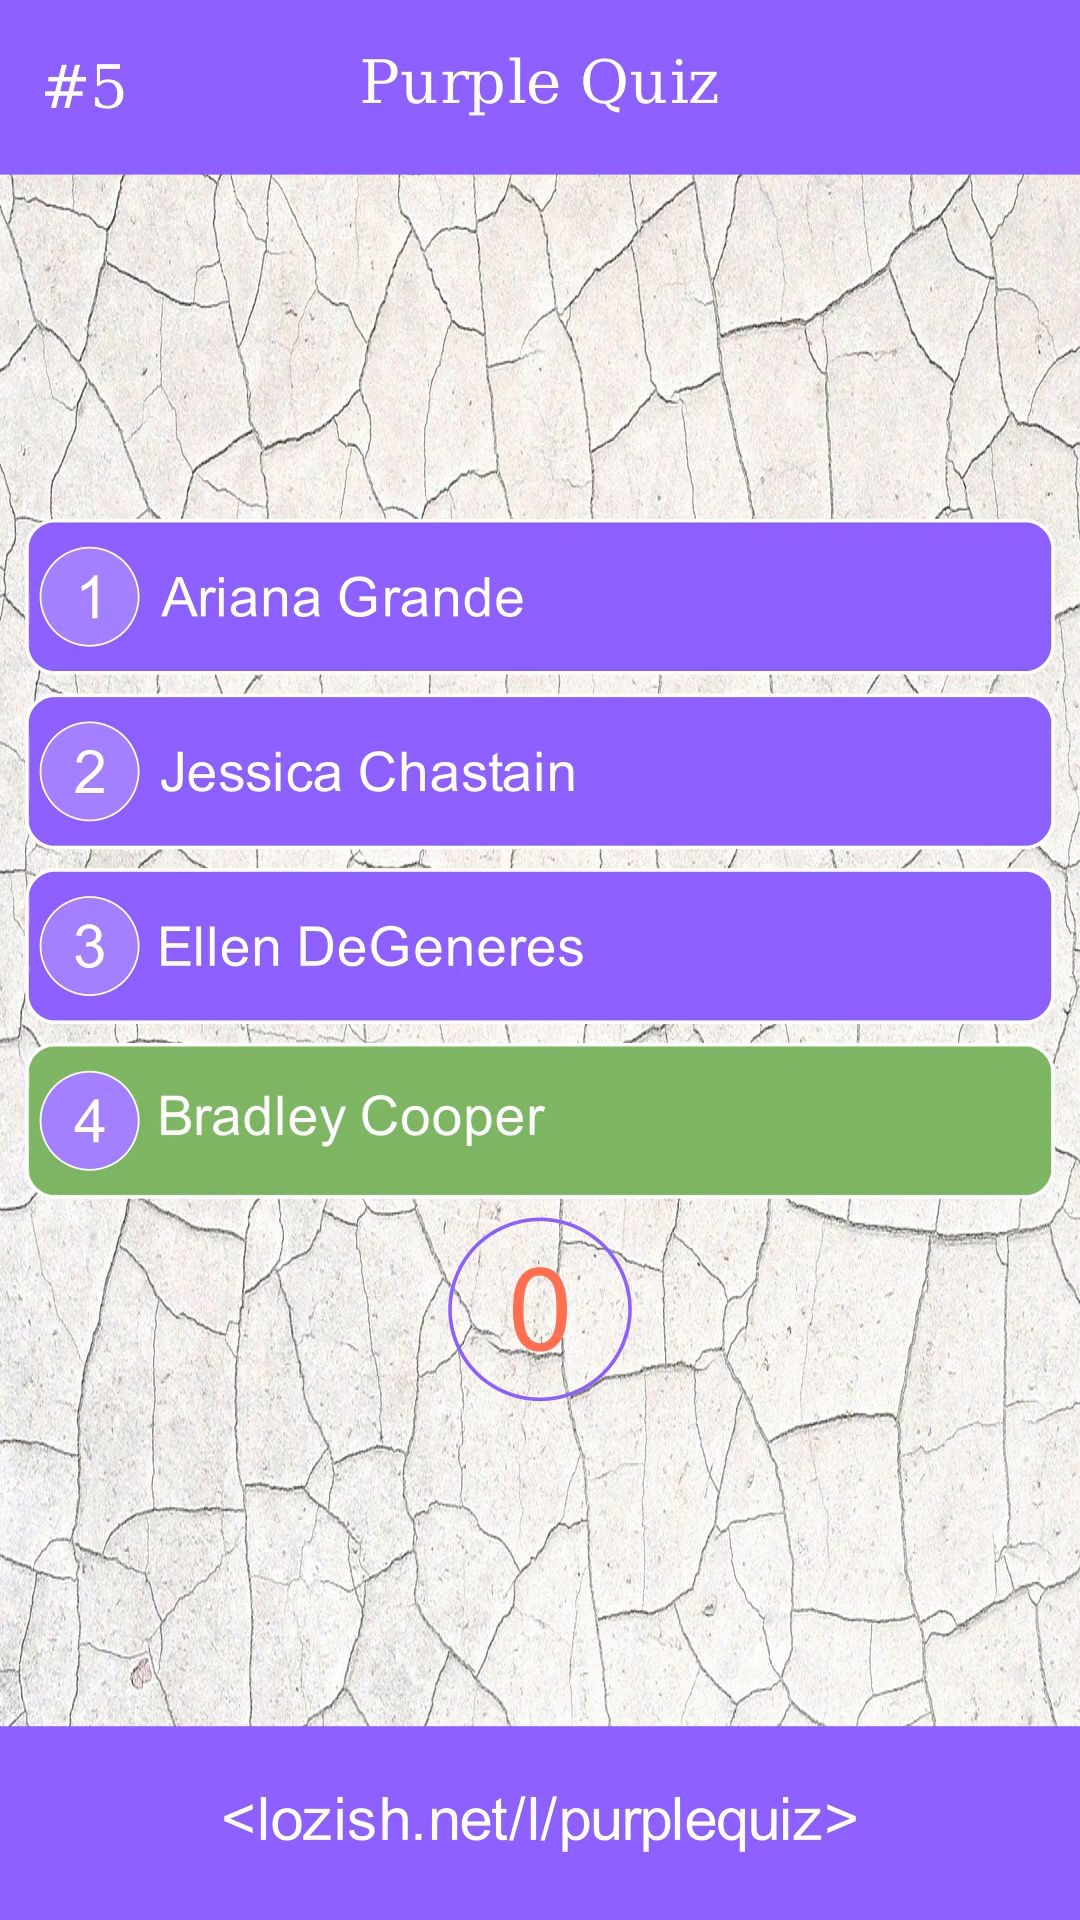 #5
Purple Quiz
1 Ariana Grande
2 Jessica Chastain
3 Ellen DeGeneres
4 Bradley Cooper
0
<lozish.net/l/purplequiz>